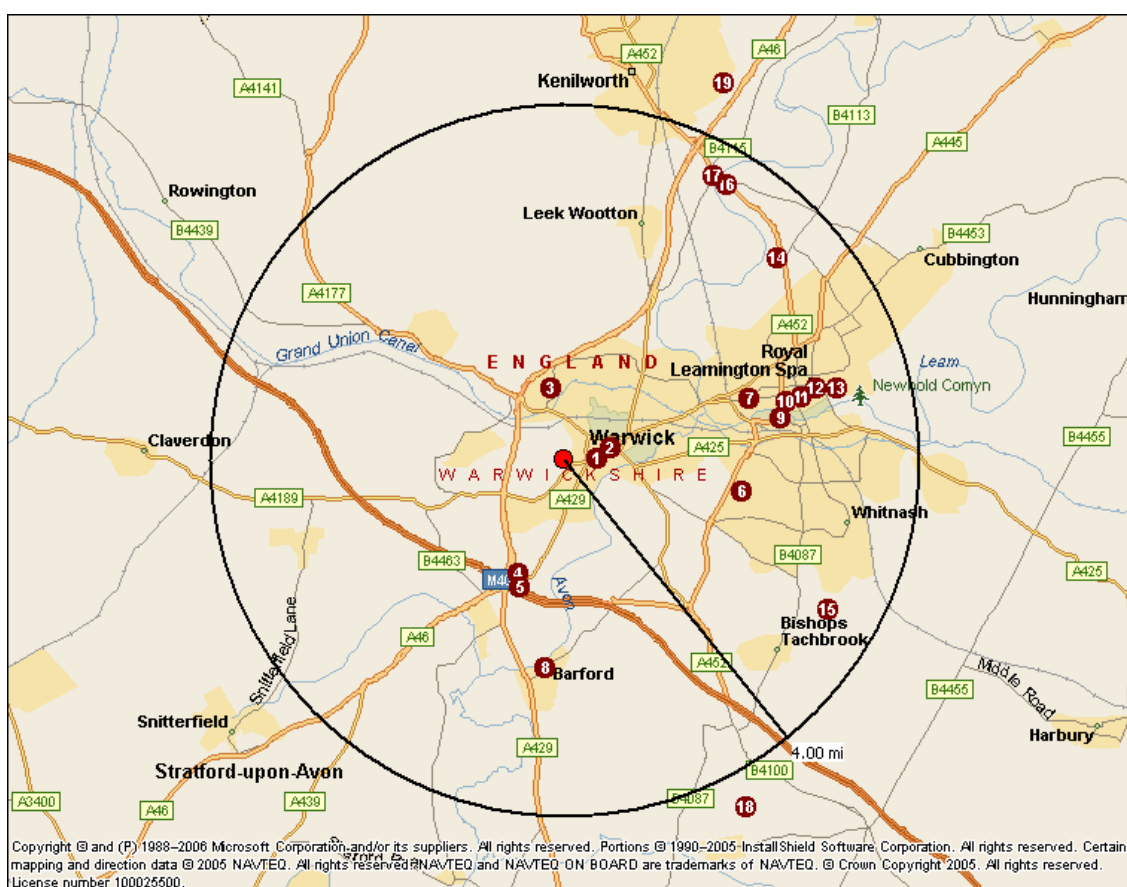 A452
A46
Kenilworth
19
A4141
B4113
A445
B4115
17
16
Rowington
Leek Wootton
B4439
B4453
Cubbington
14
A4177
Hunningham
A452
Grand Union Canal
ENGLAND
Royal
Leamington Spa
Leam
3
12
13
Newbold Comyn
7
10
11
9
Claverdon
Warwick
A425
B4455
2
1
WARWICKSHIRE
A4189
A429
6
Whitnash
B4463
B4087
A425
4
5
Avon
15
Bishops
Tachbrook
A46
Snitterfield Lane
A452
8
Barford
Middle Road
B4455
Snitterfield
Harbury
A429
4.00 mi
Stratford-upon-Avon
B4100
A3400
A46
A439
B4087
18
Copyright © and (P) 1988–2006 Microsoft Corporation and/or its suppliers. All rights reserved. Portions © 1990–2005 InstallShield Software Corporation. All rights reserved. Certain
mapping and direction data © 2005 NAVTEQ. All rights reserved. NAVTEQ and NAVTEQ ON BOARD are trademarks of NAVTEQ. © Crown Copyright 2005. All rights reserved.
License number 100025500.